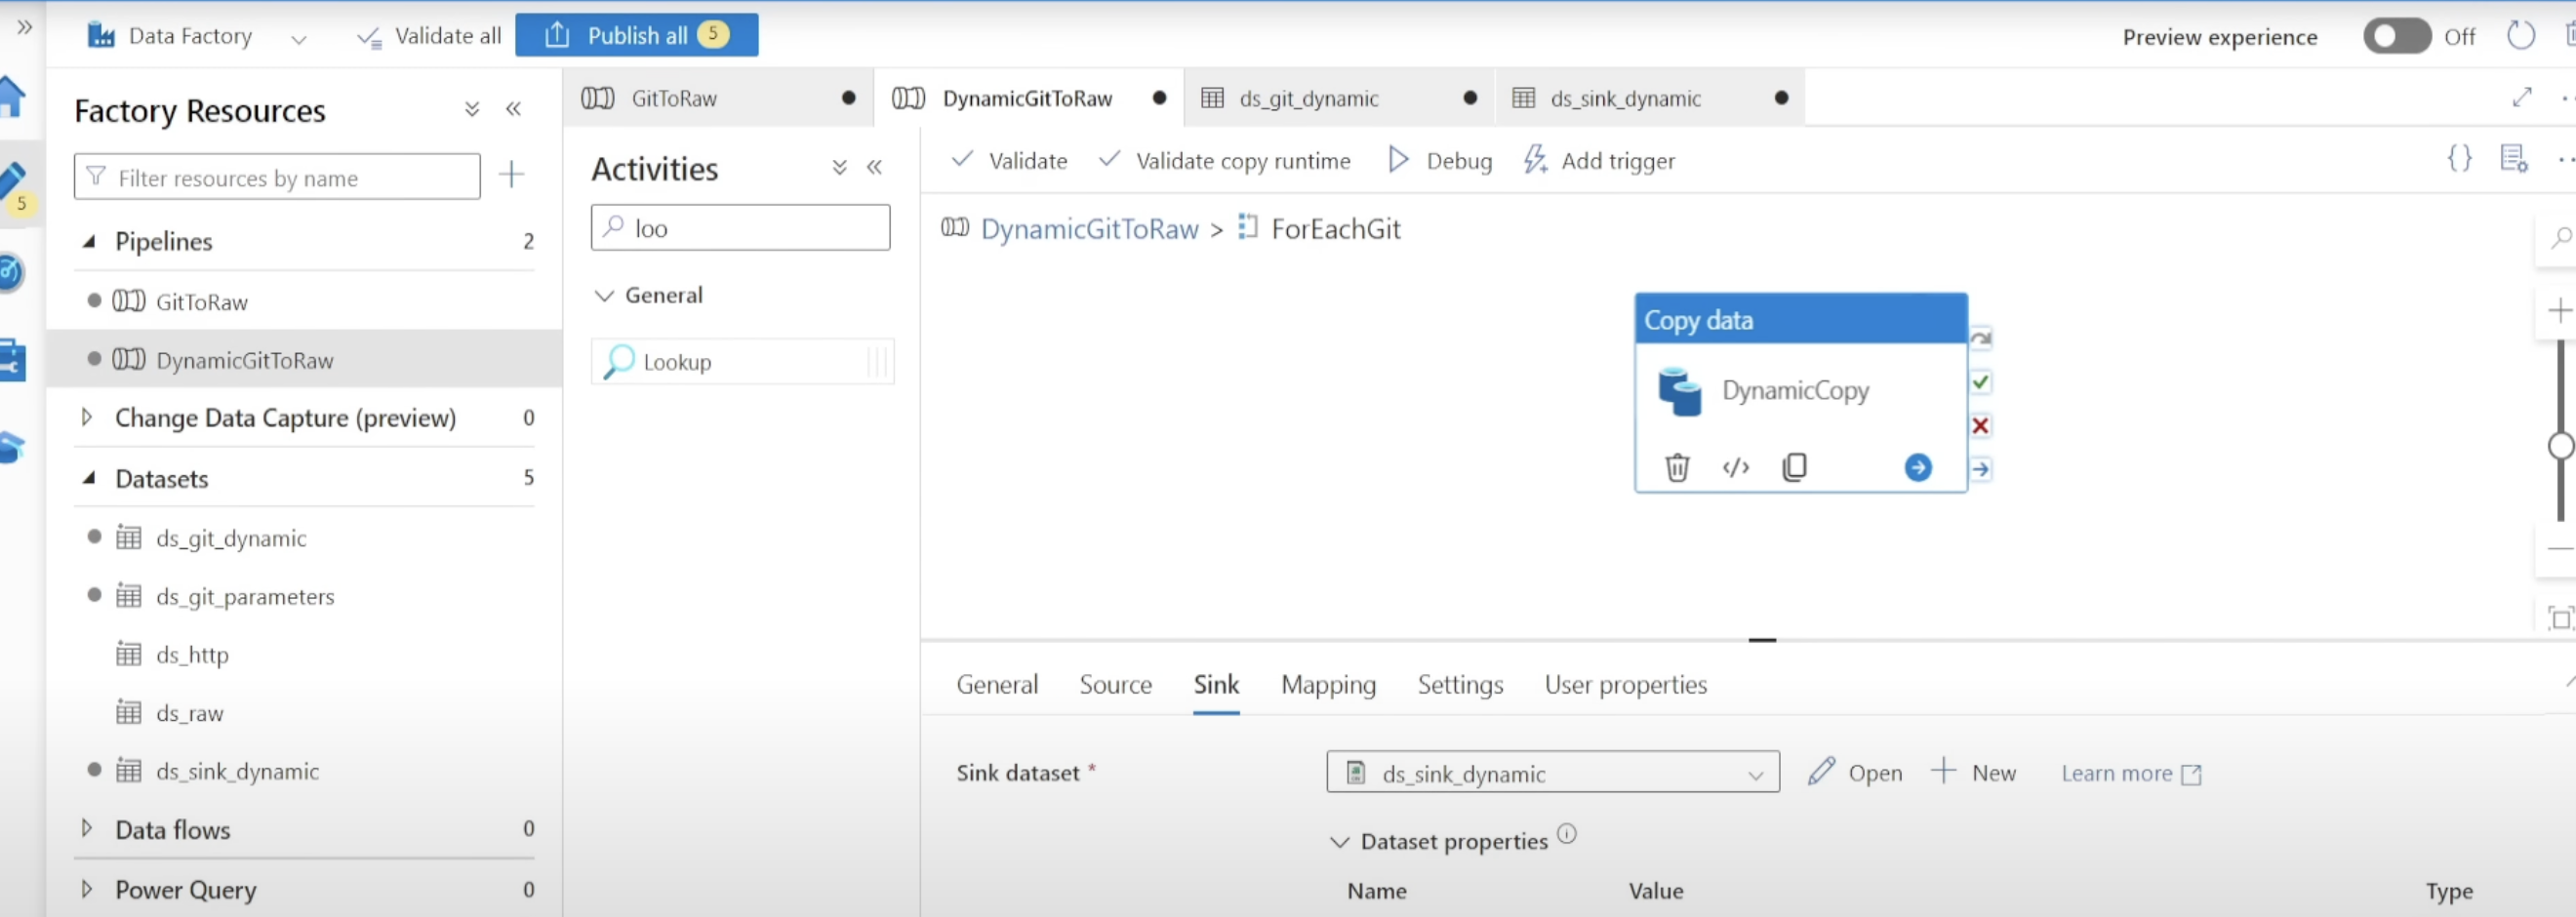 Data Factory
Validate all
Publish all 5
Preview experience
Off
5
Factory Resources
Filter resources by name
Pipelines 2
GitToRaw
DynamicGitToRaw
Change Data Capture (preview) 0
Datasets 5
ds_git_dynamic
ds_git_parameters
ds_http
ds_raw
ds_sink_dynamic
Data flows 0
Power Query 0
GitToRaw
DynamicGitToRaw
ds_git_dynamic
ds_sink_dynamic
Activities
loo
General
Lookup
Validate
Validate copy runtime
Debug
Add trigger
DynamicGitToRaw > ForEachGit
Copy data
DynamicCopy
General
Source
Sink
Mapping
Settings
User properties
Sink dataset *
ds_sink_dynamic
Open
New
Learn more
Dataset properties
Name
Value
Type